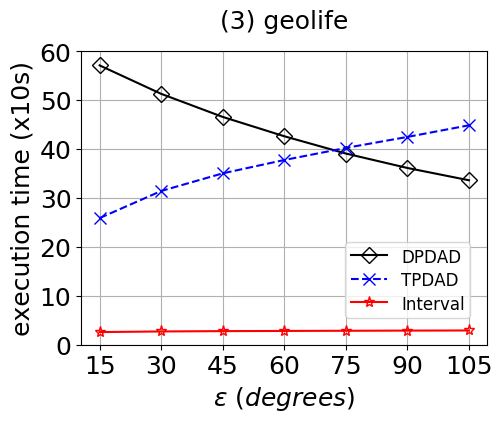 (3) geolife
execution time (x10s)
60
50
40
30
20
10
0
DPDAD
TPDAD
Interval
15 30 45 60 75 90 105
ε (degrees)